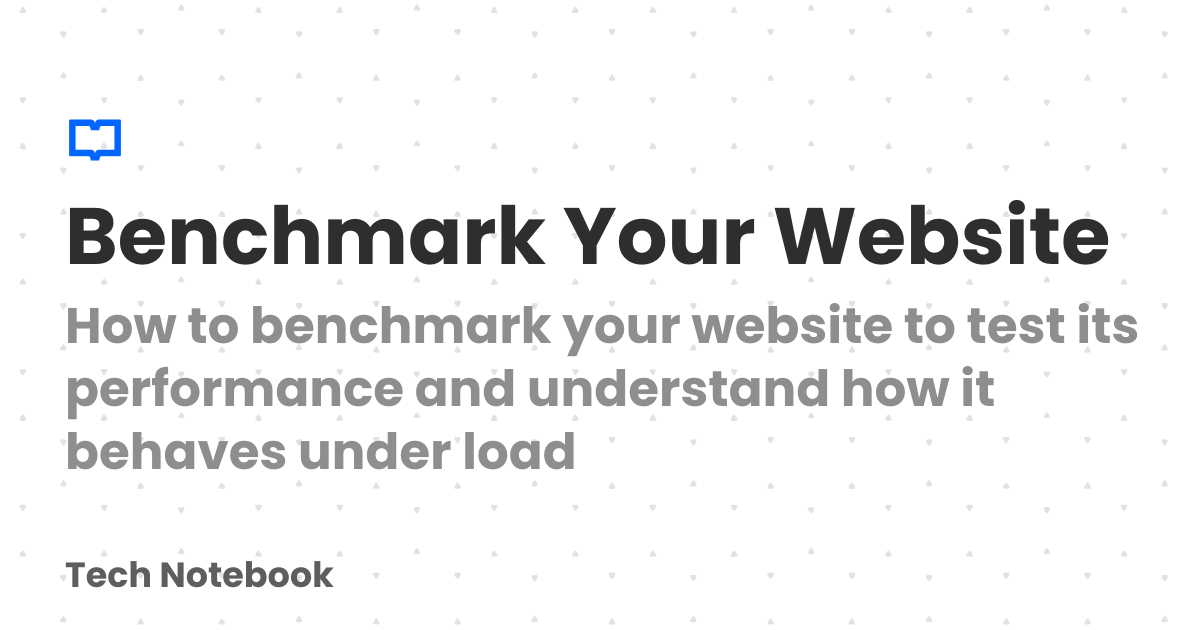 Benchmark Your Website
How to benchmark your website to test its
performance and understand how it
behaves under load
Tech Notebook